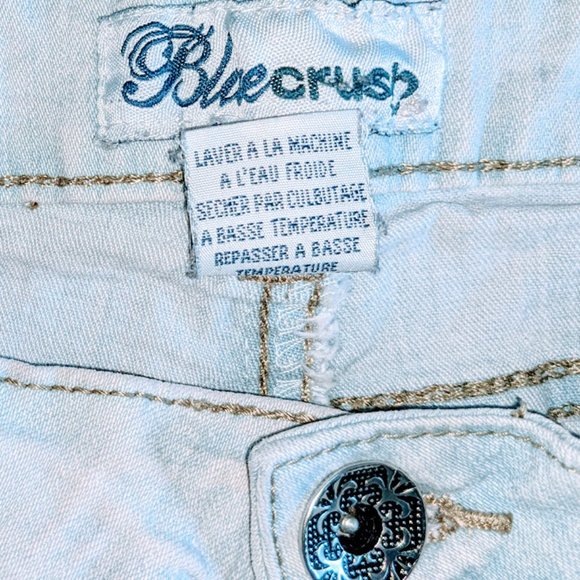 Bluecrush
LAVER A LA MACHINE
A L'EAU FROIDE
SECHER PAR CULBUTAGE
A BASSE TEMPERATURE
REPASSER A BASSE
TEMPERATURE